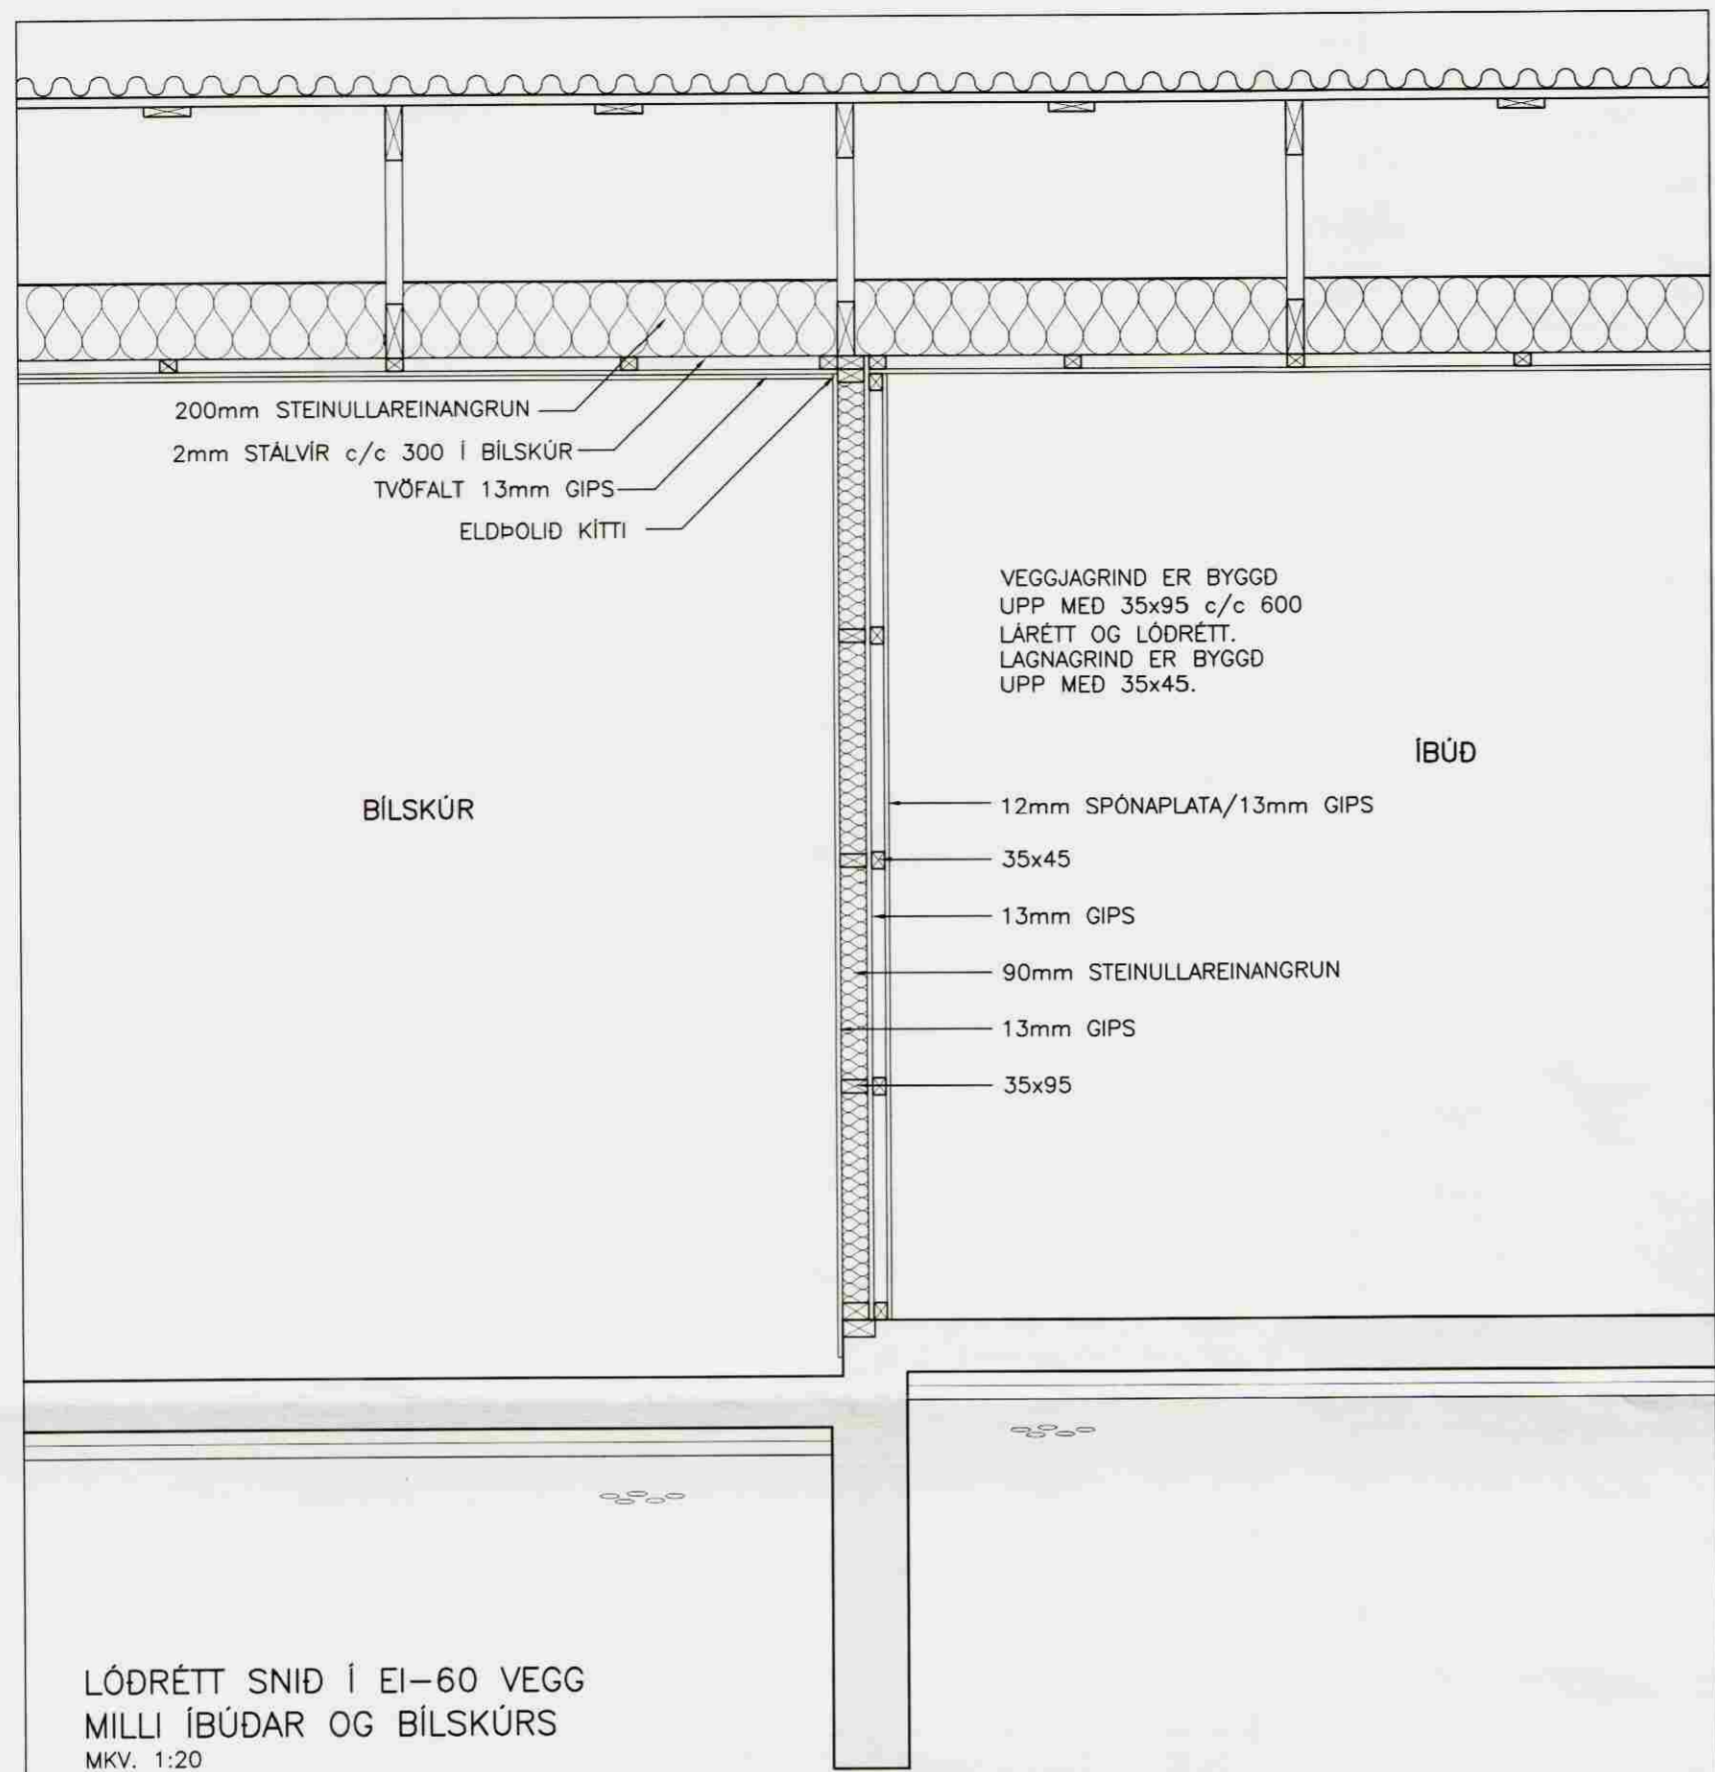 200mm STEINULLAREINANGRUN
2mm STÁLVÍR c/c 300 Í BÍLSKÚR
TVÖFALT 13mm GIPS
ELDÞOLIÐ KÍTTI
VEGGJAGRIND ER BYGGÐ
UPP MEÐ 35x95 c/c 600
LÁRÉTT OG LÓÐRÉTT.
LAGNAGRIND ER BYGGÐ
UPP MEÐ 35x45.
ÍBÚÐ
BÍLSKÚR
12mm SPÓNAPLATA/13mm GIPS
35x45
13mm GIPS
90mm STEINULLAREINANGRUN
13mm GIPS
35x95
LÓÐRÉTT SNIÐ Í EI-60 VEGG
MILLI ÍBÚÐAR OG BÍLSKÚRS
MKV. 1:20